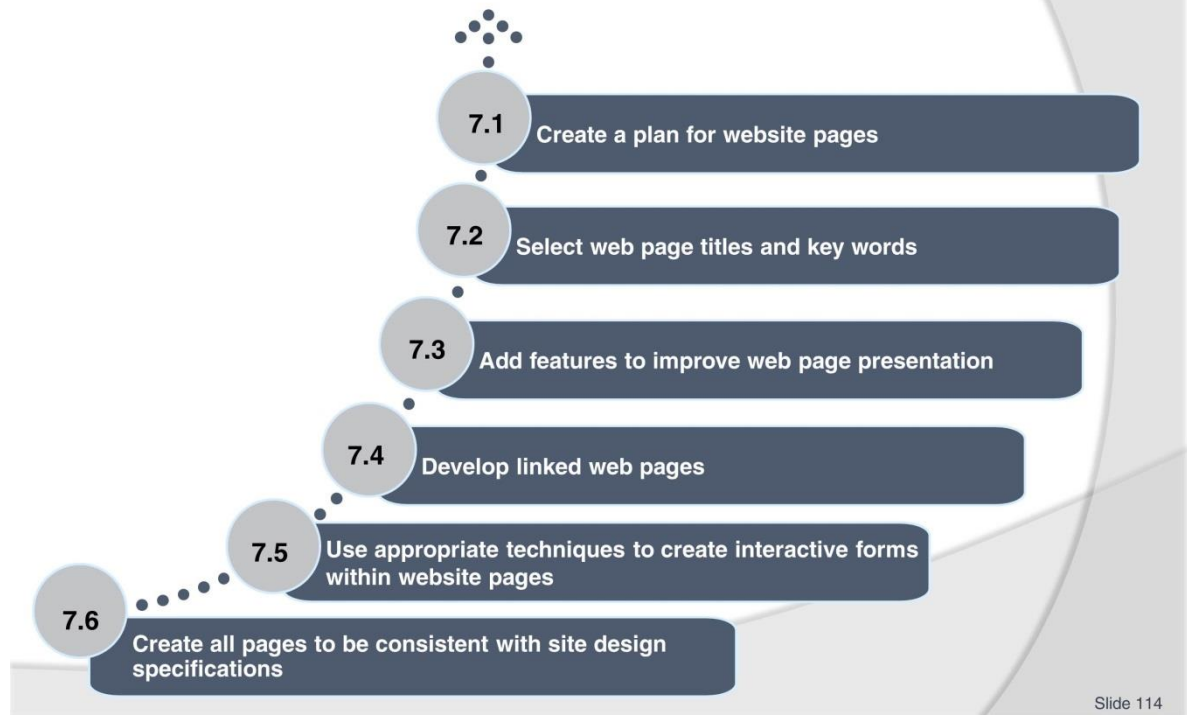 7.1
Create a plan for website pages
7.2
Select web page titles and key words
7.3
Add features to improve web page presentation
7.4
Develop linked web pages
7.5
Use appropriate techniques to create interactive forms
within website pages
7.6
Create all pages to be consistent with site design
specifications
Slide 114